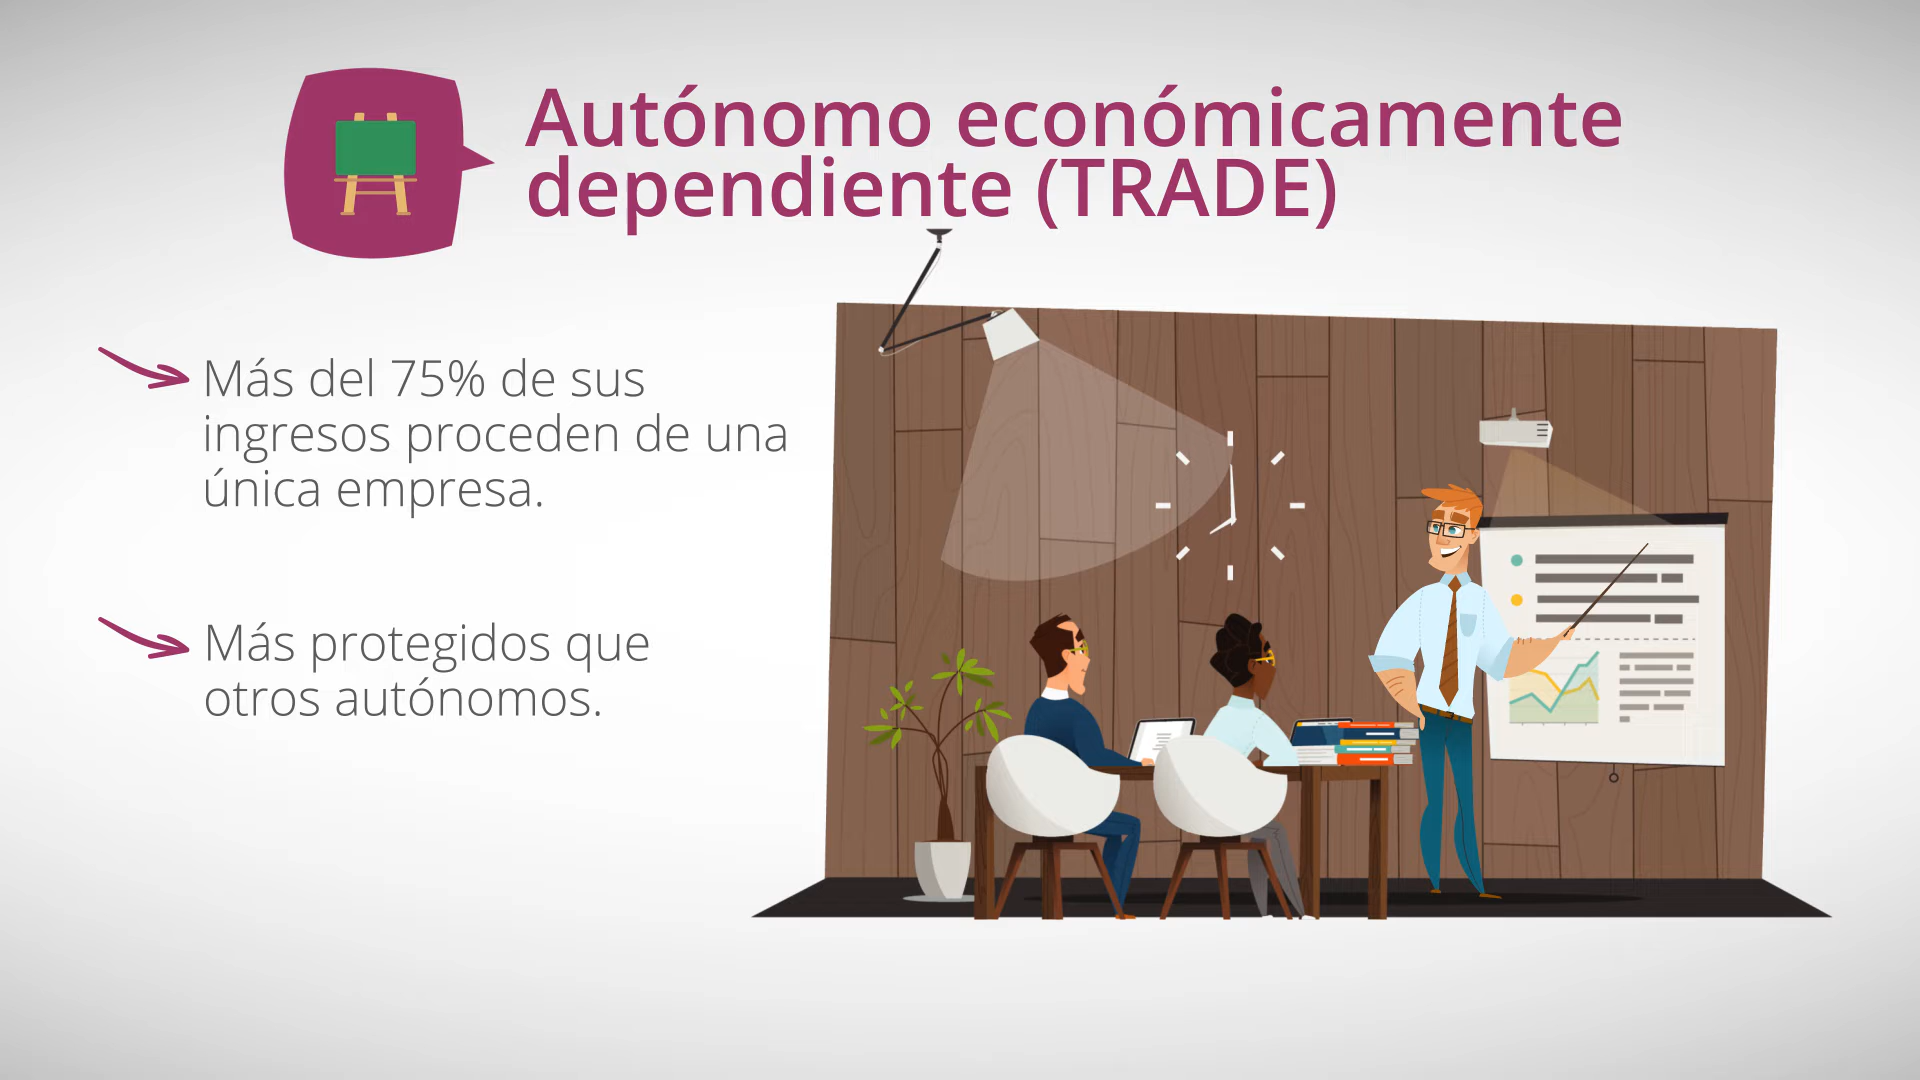 Autónomo económicamente
dependiente (TRADE)
Más del 75% de sus
ingresos proceden de una
única empresa.
Más protegidos que
otros autónomos.